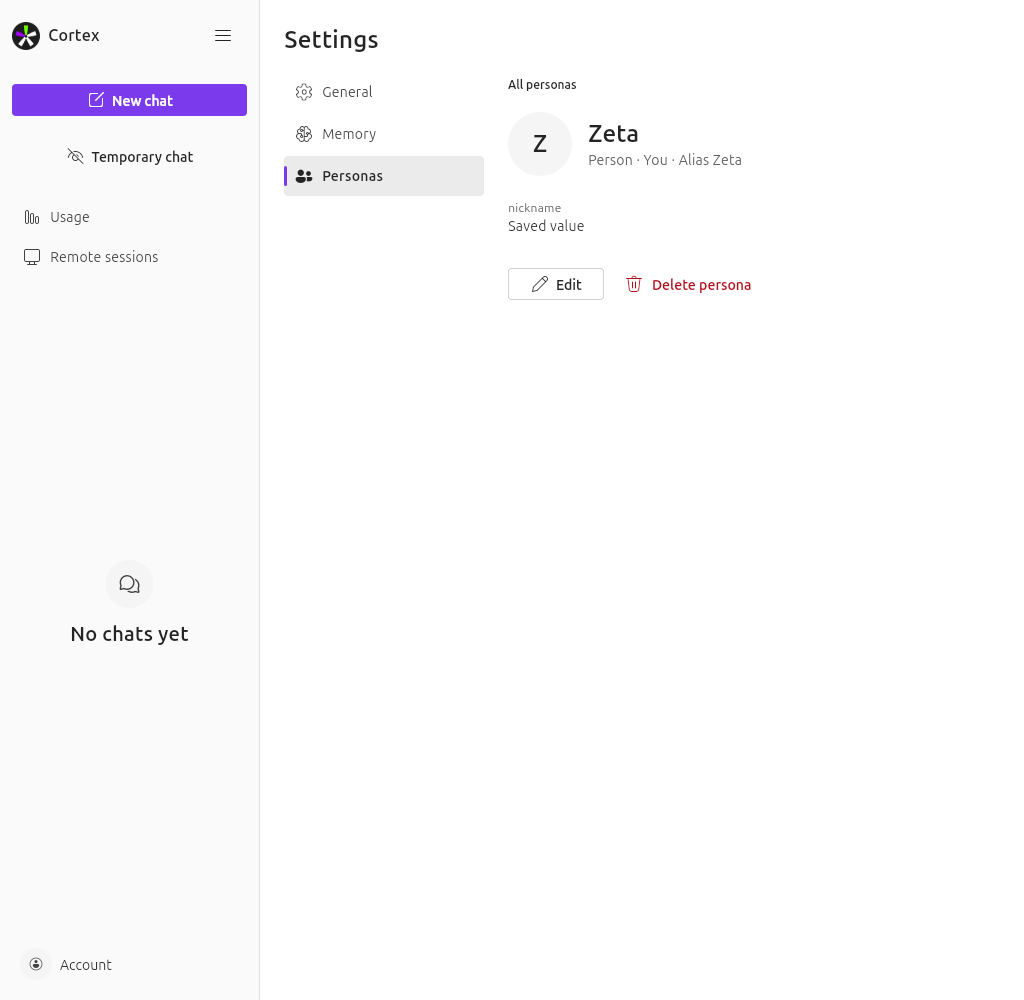 Cortex
New chat
Temporary chat
Usage
Remote sessions
No chats yet
Account
Settings
General
Memory
Personas
All personas
Z
Zeta
Person · You · Alias Zeta
nickname
Saved value
Edit
Delete persona